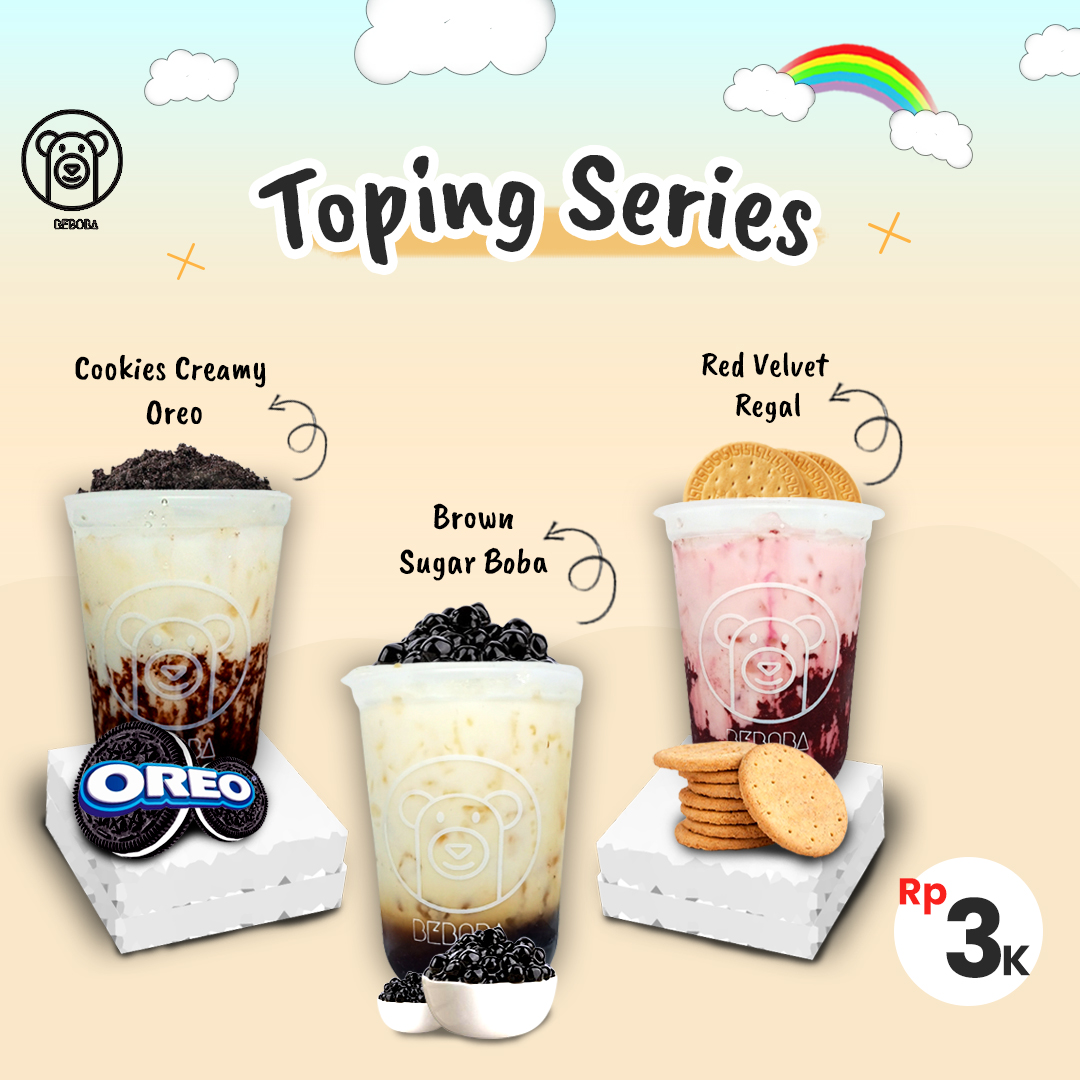 BEBOBA
Toping Series
Cookies Creamy
Oreo
Red Velvet
Regal
Brown
Sugar Boba
BEBOBA
OREO
BEBOBA
Rp 3K